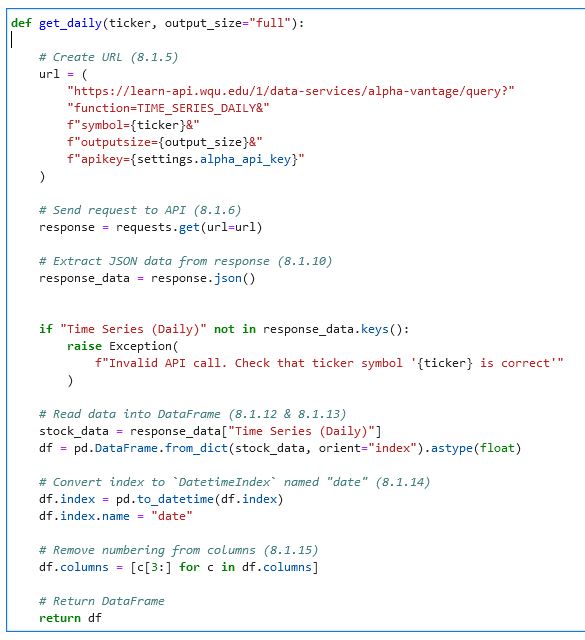 def get_daily(ticker, output_size="full"):
# Create URL (8.1.5)
url = (
"https://learn-api.wqu.edu/1/data-services/alpha-vantage/query?"
"function=TIME_SERIES_DAILY&"
f"symbol={ticker}&"
f"outputsize={output_size}&"
f"apikey={settings.alpha_api_key}"
)
# Send request to API (8.1.6)
response = requests.get(url=url)
# Extract JSON data from response (8.1.10)
response_data = response.json()
if "Time Series (Daily)" not in response_data.keys():
raise Exception(
f"Invalid API call. Check that ticker symbol '{ticker} is correct'"
)
# Read data into DataFrame (8.1.12 & 8.1.13)
stock_data = response_data["Time Series (Daily)"]
df = pd.DataFrame.from_dict(stock_data, orient="index").astype(float)
# Convert index to `DatetimeIndex` named "date" (8.1.14)
df.index = pd.to_datetime(df.index)
df.index.name = "date"
# Remove numbering from columns (8.1.15)
df.columns = [c[3:] for c in df.columns]
# Return DataFrame
return df